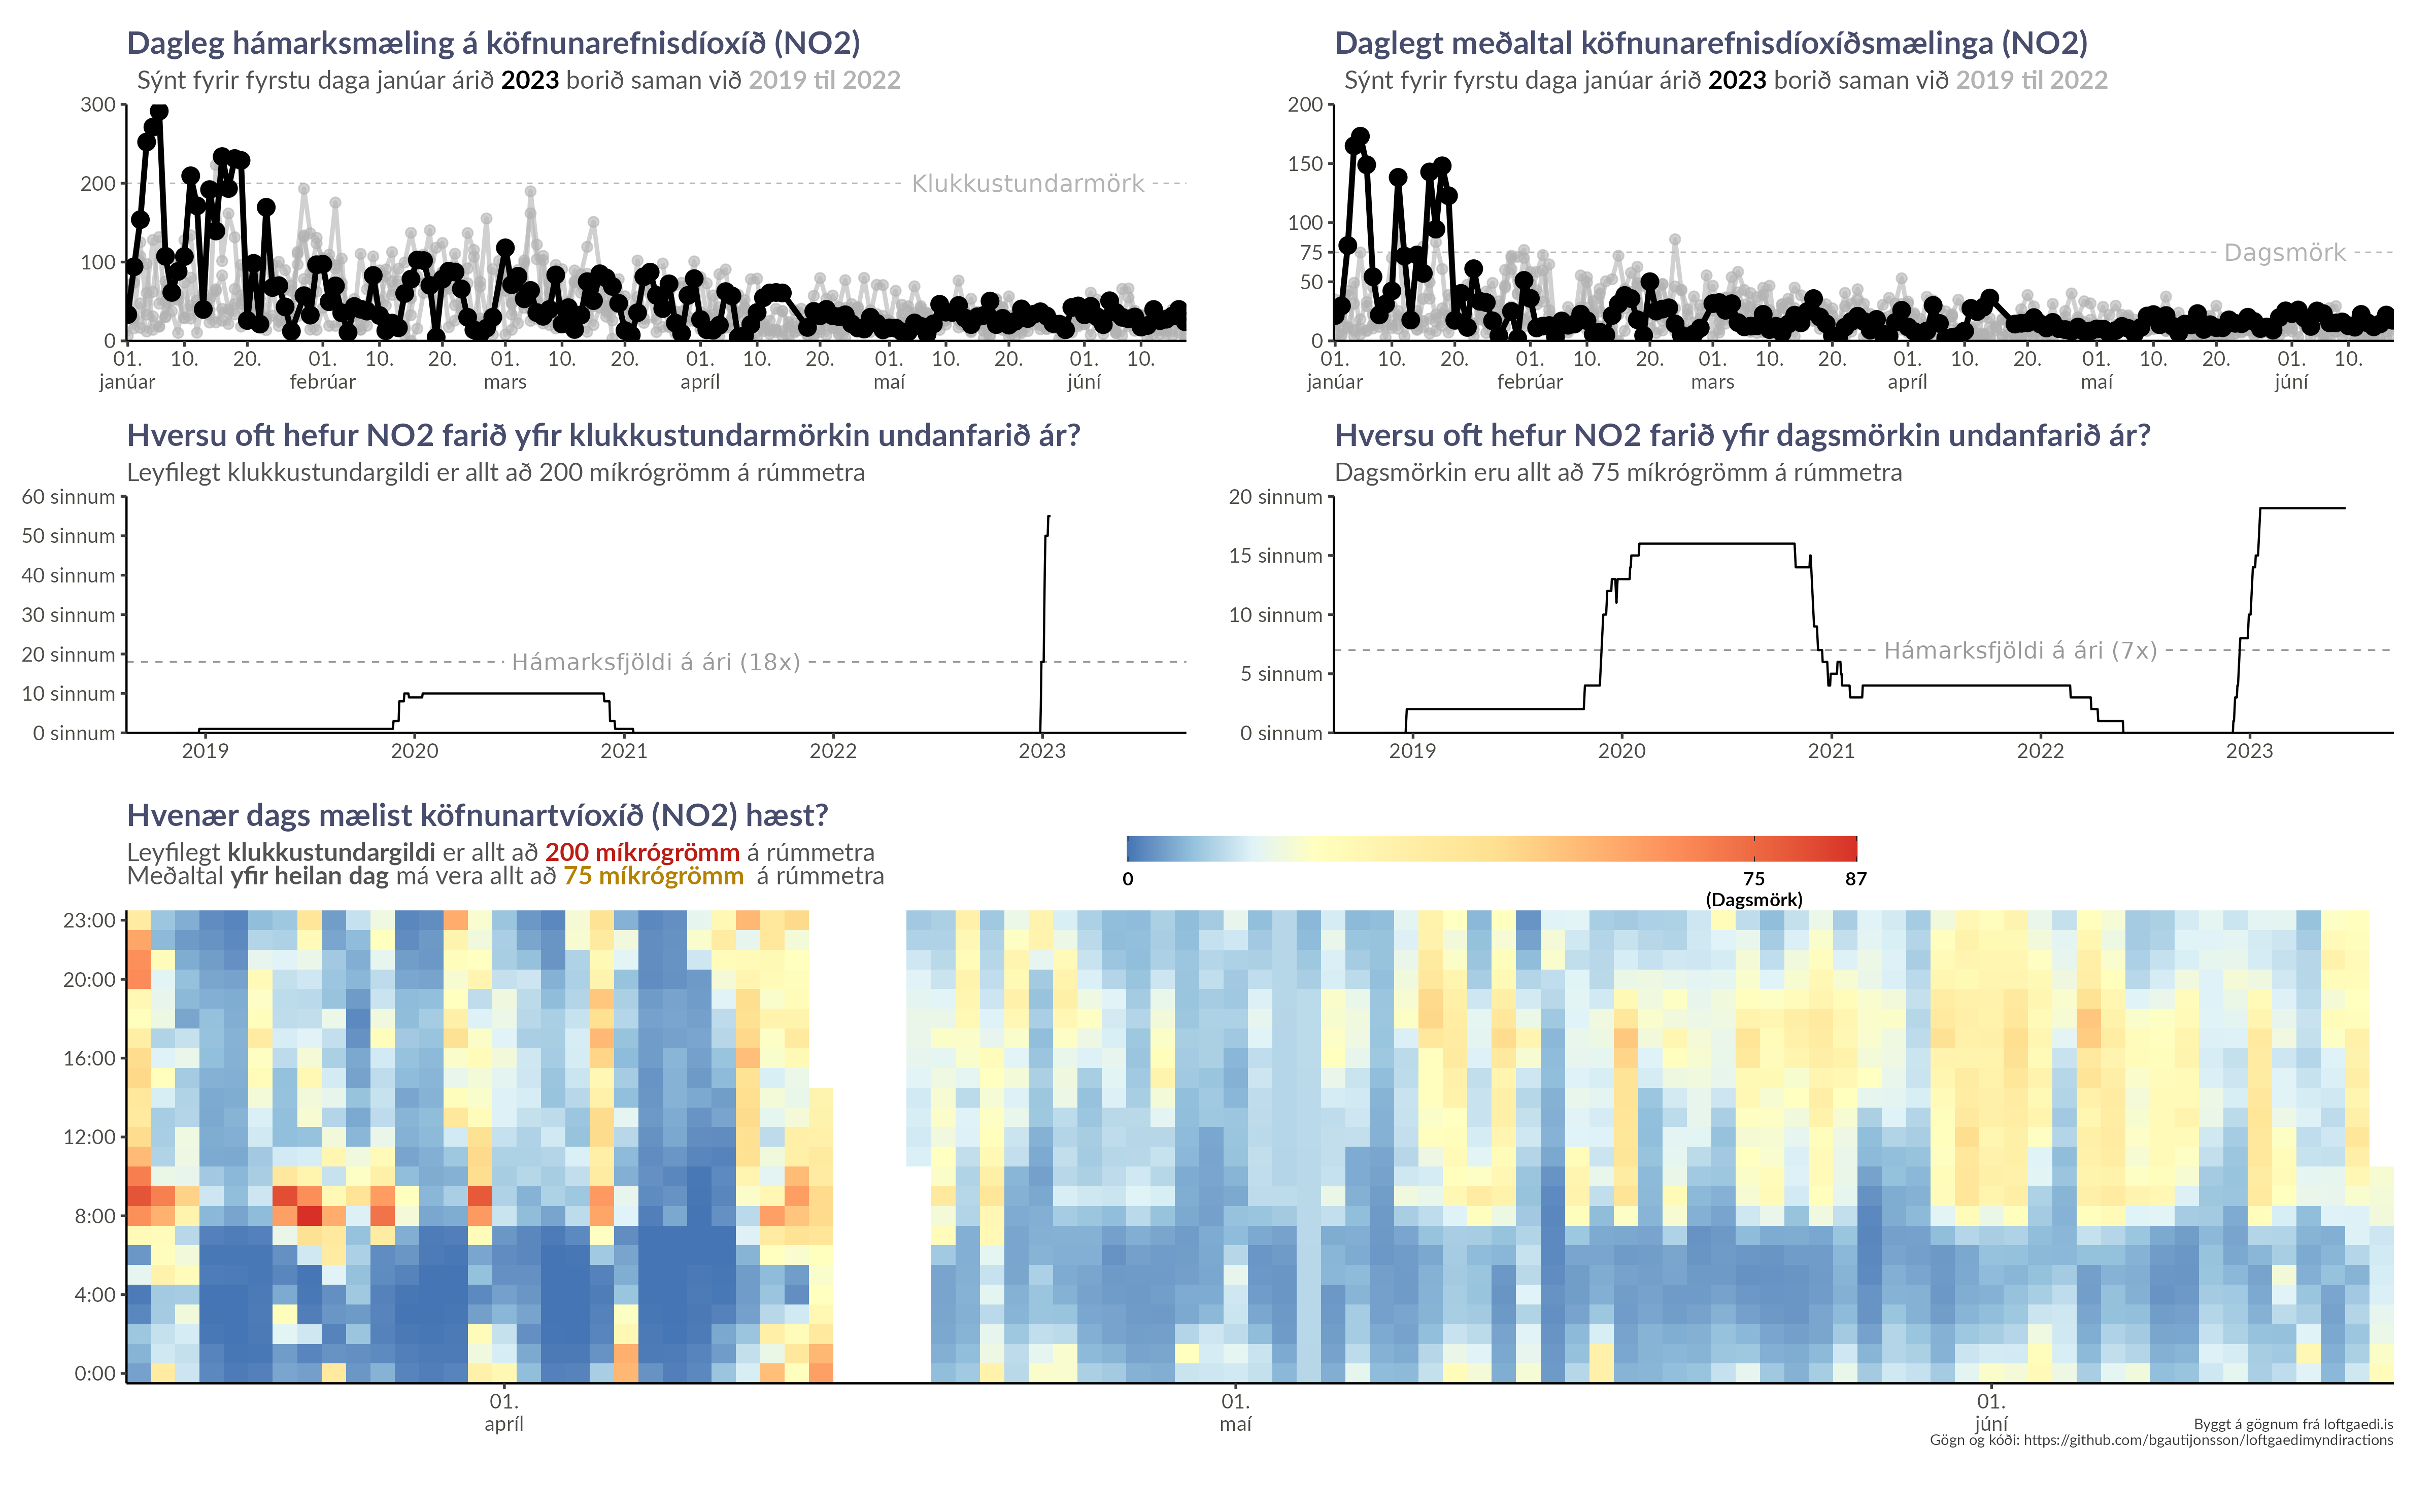 Dagleg hámarksmæling á köfnunarefnisdíoxíð (NO2)
Sýnt fyrir fyrstu daga janúar árið 2023 borið saman við 2019 til 2022
300
200
100
0
Klukkustundarmörk
01. 10. 20. 01. 10. 20. 01. 10. 20. 01. 10. 20. 01. 10. 20. 01. 10.
janúar febrúar mars apríl maí júní
Daglegt meðaltal köfnunarefnisdíoxíðsmælinga (NO2)
Sýnt fyrir fyrstu daga janúar árið 2023 borið saman við 2019 til 2022
200
150
100
75
50
0
Dagsmörk
01. 10. 20. 01. 10. 20. 01. 10. 20. 01. 10. 20. 01. 10. 20. 01. 10.
janúar febrúar mars apríl maí júní
Hversu oft hefur NO2 farið yfir klukkustundarmörkin undanfarið ár?
Leyfilegt klukkustundargildi er allt að 200 míkrógrömm á rúmmetra
60 sinnum
50 sinnum
40 sinnum
30 sinnum
20 sinnum
10 sinnum
0 sinnum
Hámarksfjöldi á ári (18x)
2019 2020 2021 2022 2023
Hversu oft hefur NO2 farið yfir dagsmörkin undanfarið ár?
Dagsmörkin eru allt að 75 míkrógrömm á rúmmetra
20 sinnum
15 sinnum
10 sinnum
5 sinnum
0 sinnum
Hámarksfjöldi á ári (7x)
2019 2020 2021 2022 2023
Hvenær dags mælist köfnunartvíoxíð (NO2) hæst?
Leyfilegt klukkustundargildi er allt að 200 míkrógrömm á rúmmetra
Meðaltal yfir heilan dag má vera allt að 75 míkrógrömm á rúmmetra
0 75 87
(Dagsmörk)
23:00
20:00
16:00
12:00
8:00
4:00
0:00
01. 01. 01.
apríl maí júní
Byggt á gögnum frá loftgaedi.is
Gögn og kóði: https://github.com/bgautijonsson/loftgaedimyndiractions